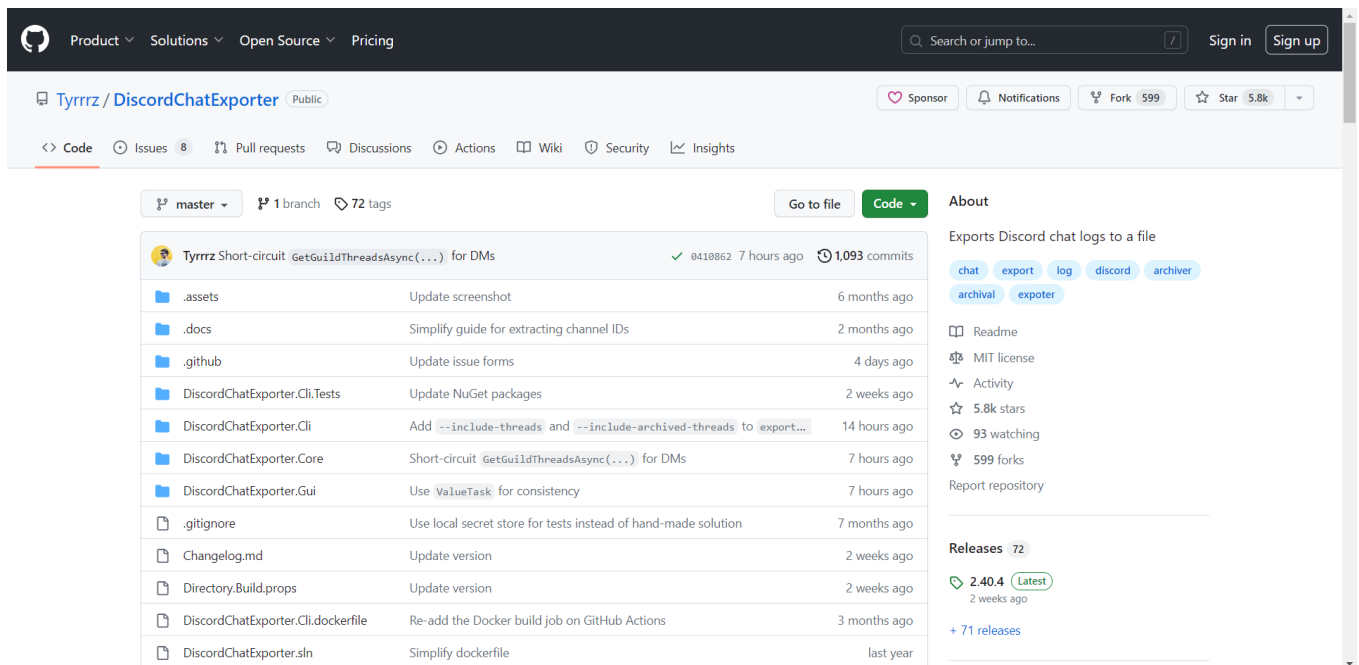 Product Solutions Open Source Pricing Search or jump to... / Sign in Sign up
Tyrrrz / DiscordChatExporter Public Sponsor Notifications Fork 599 Star 5.8k
Code Issues 8 Pull requests Discussions Actions Wiki Security Insights
master 1 branch 72 tags Go to file Code
Tyrrrz Short-circuit GetGuildThreadsAsync(...) for DMs 0410862 7 hours ago 1,093 commits
.assets Update screenshot 6 months ago
.docs Simplify guide for extracting channel IDs 2 months ago
.github Update issue forms 4 days ago
DiscordChatExporter.Cli.Tests Update NuGet packages 2 weeks ago
DiscordChatExporter.Cli Add --include-threads and --include-archived-threads to export... 14 hours ago
DiscordChatExporter.Core Short-circuit GetGuildThreadsAsync(...) for DMs 7 hours ago
DiscordChatExporter.Gui Use ValueTask for consistency 7 hours ago
.gitignore Use local secret store for tests instead of hand-made solution 7 months ago
Changelog.md Update version 2 weeks ago
Directory.Build.props Update version 2 weeks ago
DiscordChatExporter.Cli.dockerfile Re-add the Docker build job on GitHub Actions 3 months ago
DiscordChatExporter.sln Simplify dockerfile last year
About
Exports Discord chat logs to a file
chat export log discord archiver
archival expoter
Readme
MIT license
Activity
5.8k stars
93 watching
599 forks
Report repository
Releases 72
2.40.4 Latest
2 weeks ago
+ 71 releases